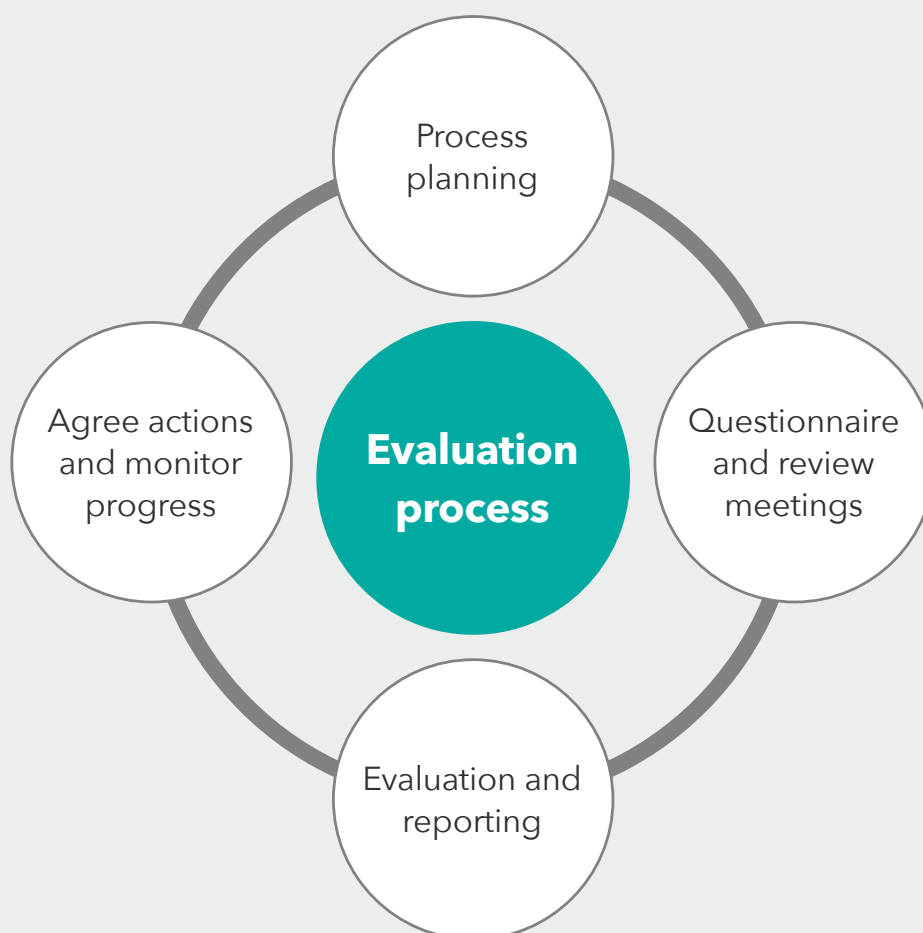 Process
planning
Questionnaire
and review
meetings
Evaluation and
reporting
Agree actions
and monitor
progress
Evaluation
process